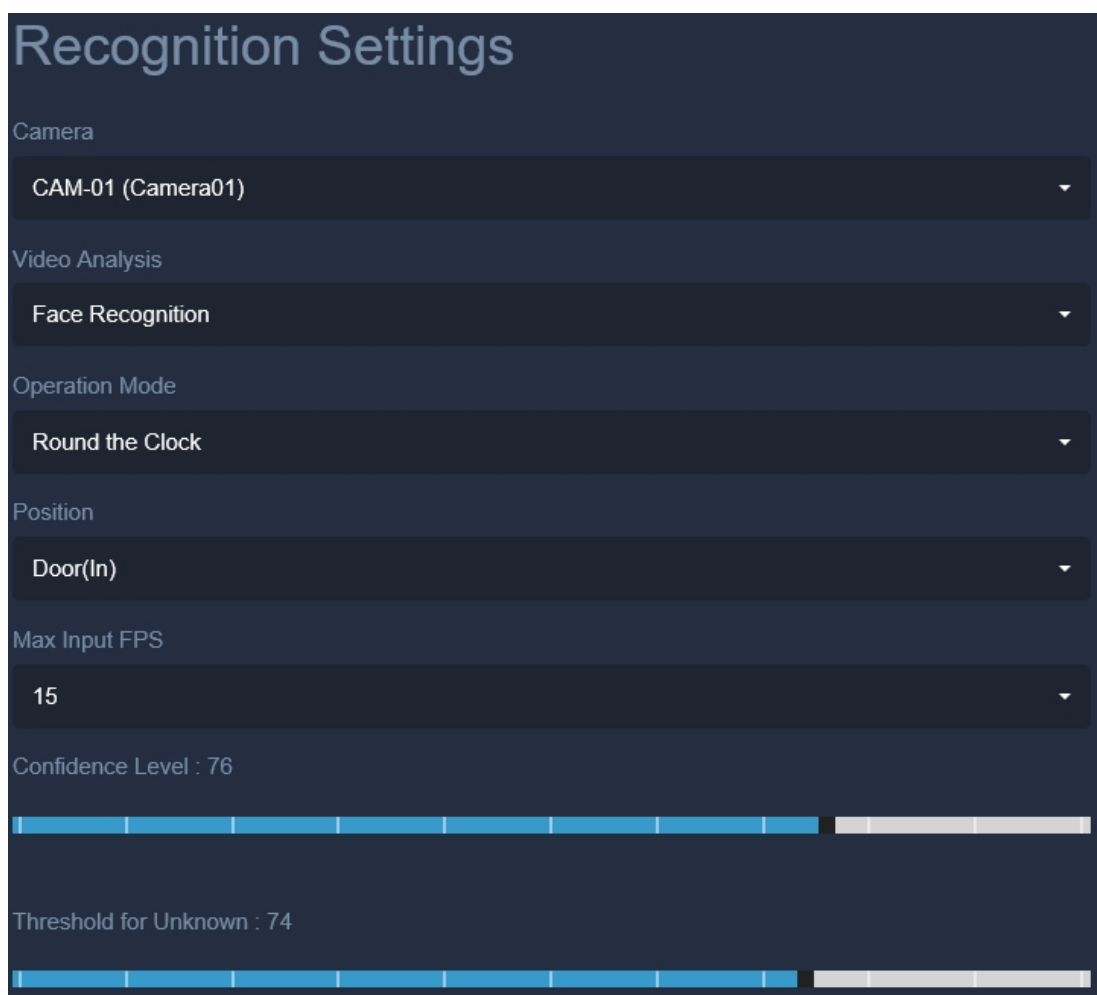 Recognition Settings
Camera
CAM-01 (Camera01)
Video Analysis
Face Recognition
Operation Mode
Round the Clock
Position
Door(In)
Max Input FPS
15
Confidence Level : 76
Threshold for Unknown : 74